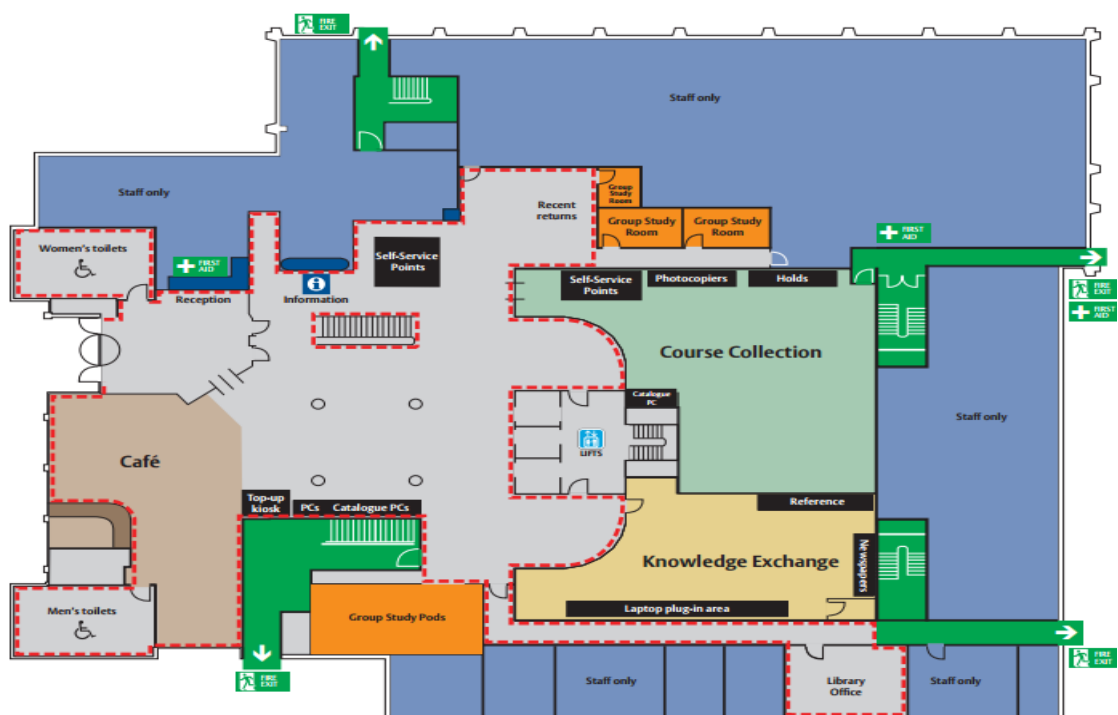 FIRE
EXIT
Staff only
Staff only
Group
Study
Room
Recent
returns
Group Study
Room
Group Study
Room
Women's toilets
FIRST
AID
Reception
Information
Self-Service
Points
Self-Service
Points
Photocopiers
Holds
FIRST
AID
FIRE
EXIT
FIRST
AID
Course Collection
Catalogue
PC
LIFTS
Staff only
Café
Top-up
kiosk
PCs
Catalogue PCs
Reference
Knowledge Exchange
Newspapers
Laptop plug-in area
Men's toilets
Group Study Pods
FIRE
EXIT
FIRE
EXIT
Staff only
Library
Office
Staff only